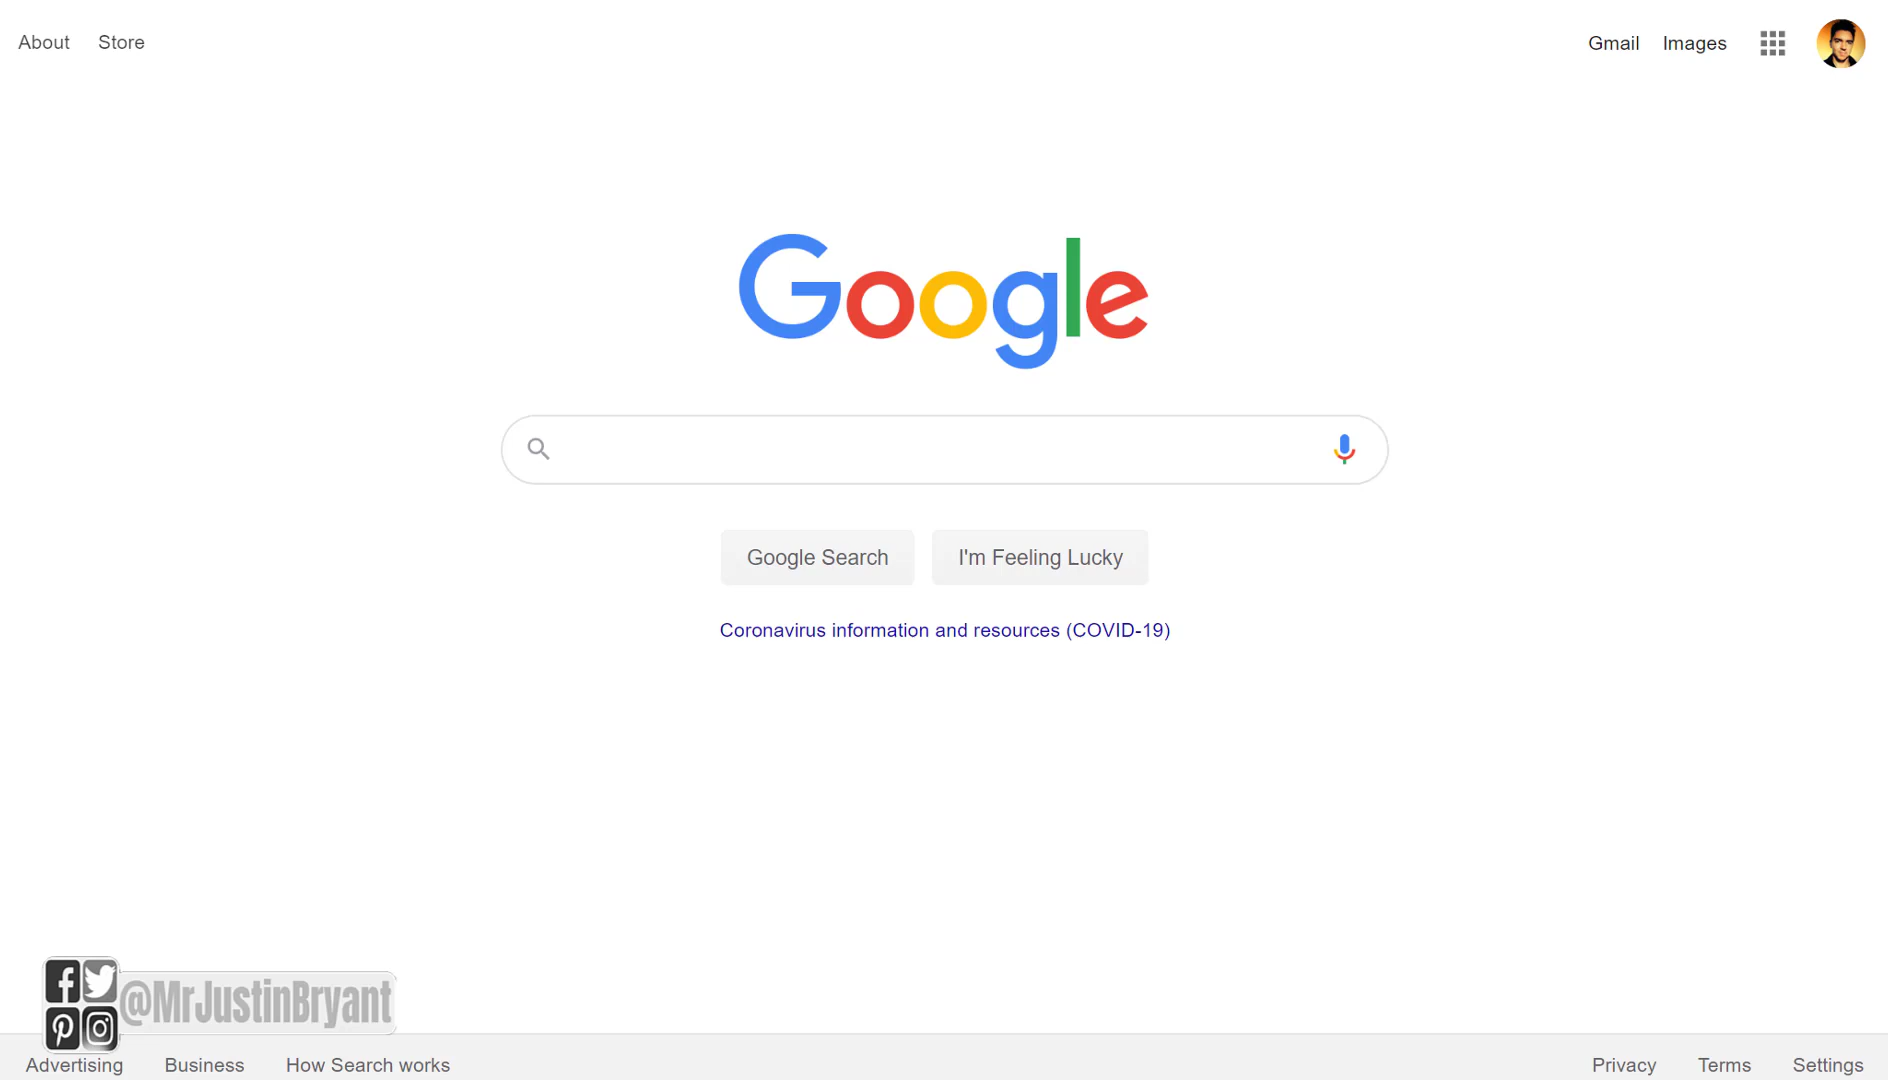 About Store Gmail Images
Google
Google Search I'm Feeling Lucky
Coronavirus information and resources (COVID-19)
@MrJustinBryant
Advertising Business How Search works Privacy Terms Settings